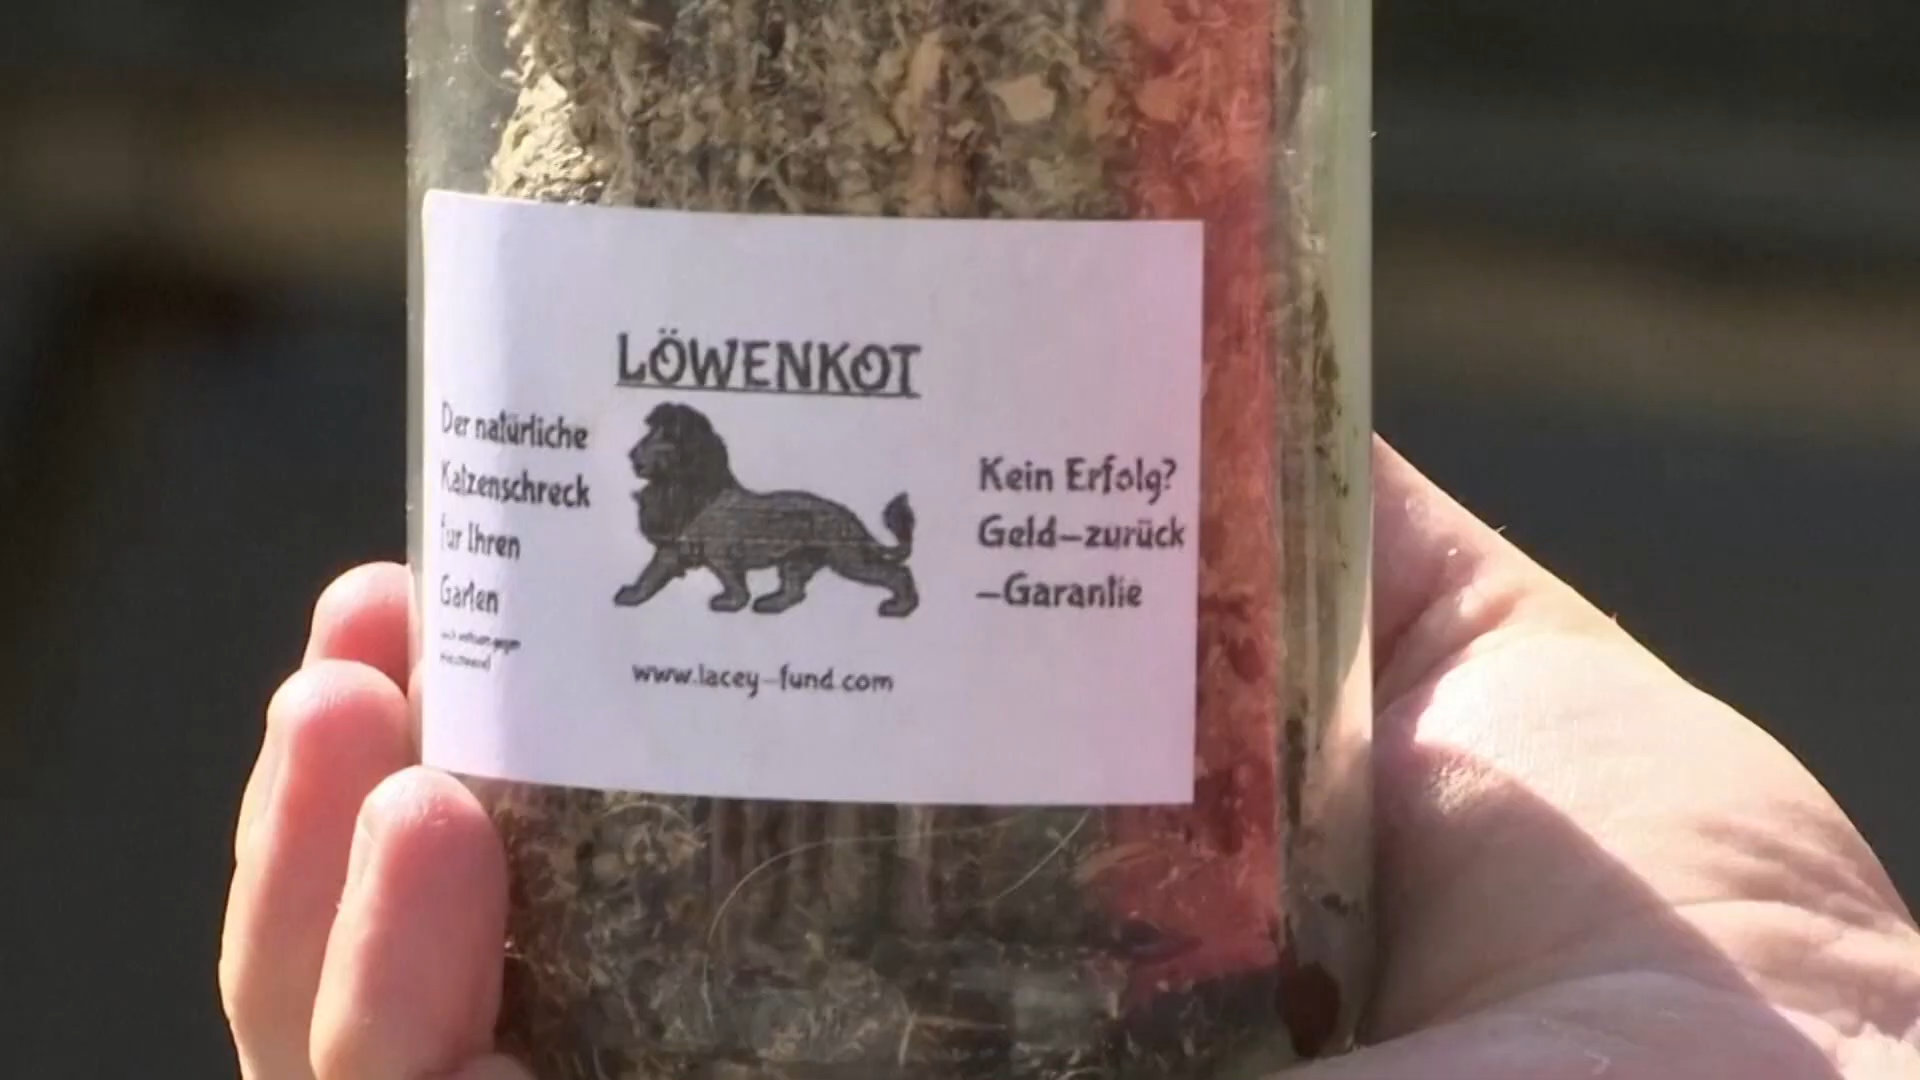 LÖWENKOT
Der natürliche
Katzenschreck
für Ihren
Garten
Kein Erfolg?
Geld-zurück
-Garantie
www.lacey-fund.com